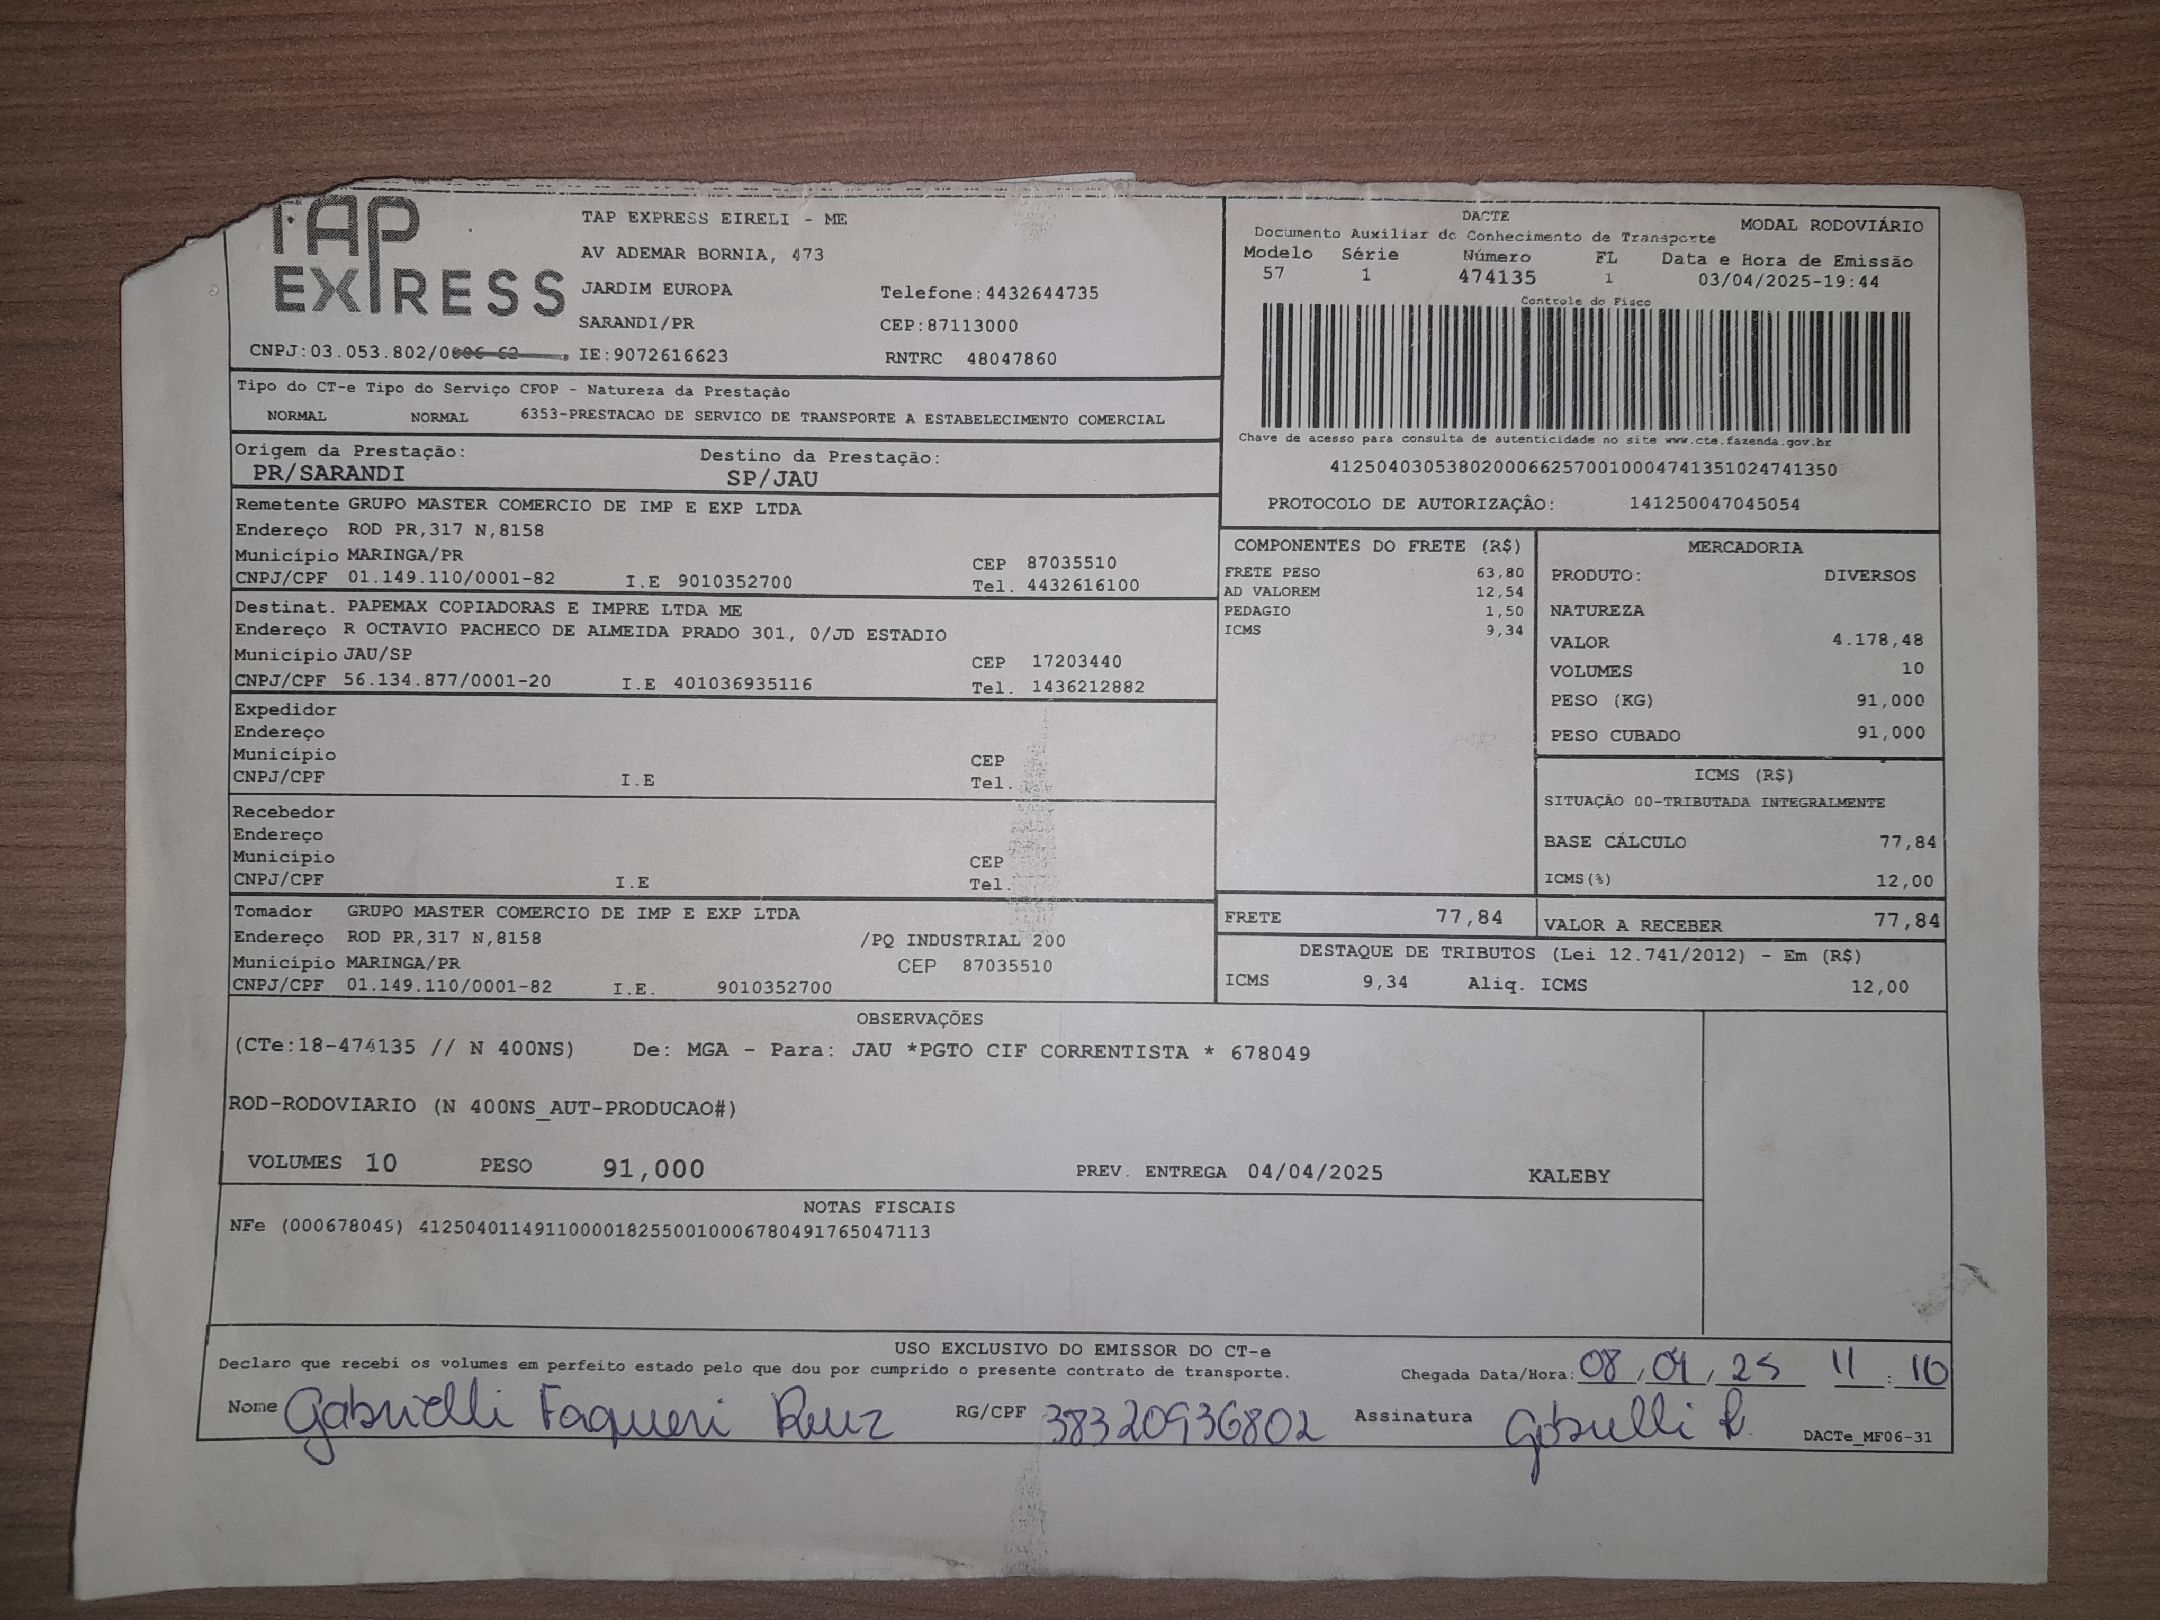 TAP
EXPRESS
TAP EXPRESS EIRELI - ME
AV ADEMAR BORNIA, 473
JARDIM EUROPA Telefone:4432644735
SARANDI/PR CEP:87113000
CNPJ:03.053.802/0006-62 IE:9072616623 RNTRC 48047860
DACTE MODAL RODOVIÁRIO
Documento Auxiliar do Conhecimento de Transporte
Modelo Série Número FL Data e Hora de Emissão
57 1 474135 1 03/04/2025-19:44
Controle do Fisco
Chave de acesso para consulta de autenticidade no site www.cte.fazenda.gov.br
41250403053802000662570010004741351024741350
PROTOCOLO DE AUTORIZAÇÂO: 141250047045054
Tipo do CT-e Tipo do Serviço CFOP - Natureza da Prestação
NORMAL NORMAL 6353-PRESTACAO DE SERVICO DE TRANSPORTE A ESTABELECIMENTO COMERCIAL
Origem da Prestação: Destino da Prestação:
PR/SARANDI SP/JAU
Remetente GRUPO MASTER COMERCIO DE IMP E EXP LTDA
Endereço ROD PR,317 N,8158
Município MARINGA/PR CEP 87035510
CNPJ/CPF 01.149.110/0001-82 I.E 9010352700 Tel. 4432616100
Destinat. PAPEMAX COPIADORAS E IMPRE LTDA ME
Endereço R OCTAVIO PACHECO DE ALMEIDA PRADO 301, 0/JD ESTADIO
Município JAU/SP CEP 17203440
CNPJ/CPF 56.134.877/0001-20 I.E 401036935116 Tel. 1436212882
Expedidor
Endereço
Município CEP
CNPJ/CPF I.E Tel.
Recebedor
Endereço
Município CEP
CNPJ/CPF I.E Tel.
Tomador GRUPO MASTER COMERCIO DE IMP E EXP LTDA
Endereço ROD PR,317 N,8158 /PQ INDUSTRIAL 200
Município MARINGA/PR CEP 87035510
CNPJ/CPF 01.149.110/0001-82 I.E. 9010352700
COMPONENTES DO FRETE (R$)
FRETE PESO 63,80
AD VALOREM 12,54
PEDAGIO 1,50
ICMS 9,34
MERCADORIA
PRODUTO: DIVERSOS
NATUREZA
VALOR 4.178,48
VOLUMES 10
PESO (KG) 91,000
PESO CUBADO 91,000
ICMS (R$)
SITUAÇÃO 00-TRIBUTADA INTEGRALMENTE
BASE CÁLCULO 77,84
ICMS(%) 12,00
FRETE 77,84 VALOR A RECEBER 77,84
DESTAQUE DE TRIBUTOS (Lei 12.741/2012) - Em (R$)
ICMS 9,34 Aliq. ICMS 12,00
OBSERVAÇÕES
(CTe:18-474135 // N 400NS) De: MGA - Para: JAU *PGTO CIF CORRENTISTA * 678049
ROD-RODOVIARIO (N 400NS_AUT-PRODUCAO#)
VOLUMES 10 PESO 91,000 PREV. ENTREGA 04/04/2025 KALEBY
NOTAS FISCAIS
NFe (000678049) 41250401149110000182550010006780491765047113
USO EXCLUSIVO DO EMISSOR DO CT-e
Declaro que recebi os volumes em perfeito estado pelo que dou por cumprido o presente contrato de transporte. Chegada Data/Hora: 08/04/25 11:10
Nome Gabrielli Faqueri Ruiz RG/CPF 38320936802 Assinatura Gabrielli R.
DACTe_MF06-31